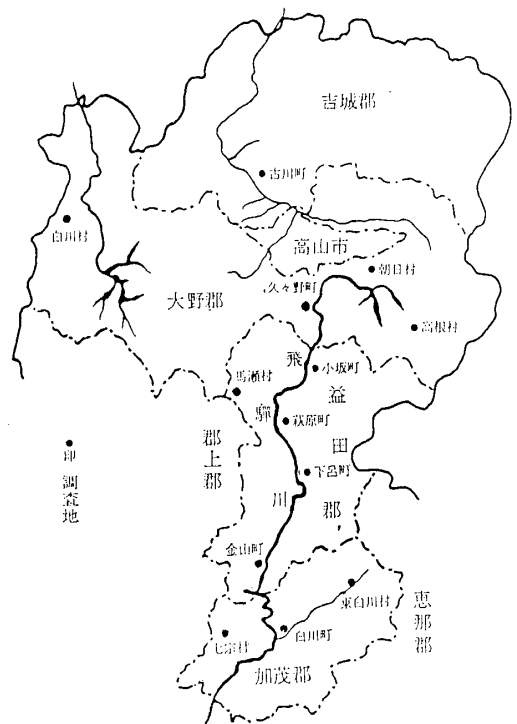 吉城郡
古川町
白川村
高山市
朝日村
久々野町
大野郡
高根村
飛騨川
小坂町
馬瀬村
益田郡
萩原町
郡上郡
下呂町
印調査地
金山町
東白川村
恵那郡
白川町
七宗村
加茂郡